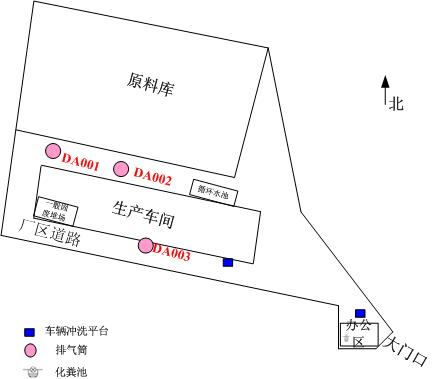 原料库
北
DA001
DA002
循环水池
一般固
废堆场
生产车间
厂区道路
DA003
办公
区
大门口
车辆冲洗平台
排气筒
化粪池